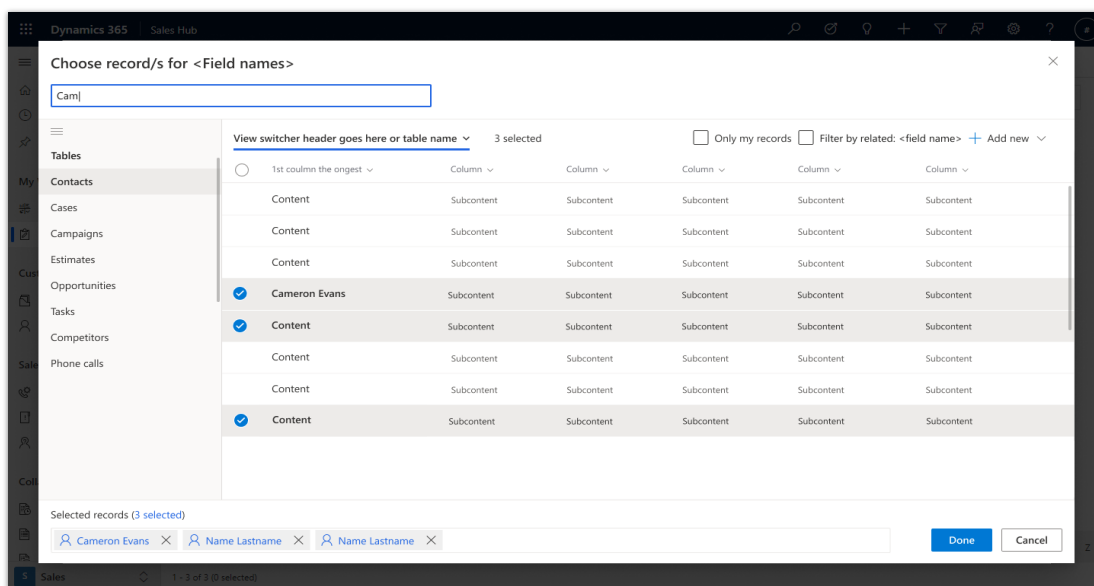 Dynamics 365 Sales Hub
Choose record/s for <Field names>
Cam
View switcher header goes here or table name 3 selected Only my records Filter by related: <field name> Add new
Tables
Contacts
Cases
Campaigns
Estimates
Opportunities
Tasks
Competitors
Phone calls
1st coulmn the ongest Column Column Column Column Column
Content Subcontent Subcontent Subcontent Subcontent Subcontent
Content Subcontent Subcontent Subcontent Subcontent Subcontent
Content Subcontent Subcontent Subcontent Subcontent Subcontent
Cameron Evans Subcontent Subcontent Subcontent Subcontent Subcontent
Content Subcontent Subcontent Subcontent Subcontent Subcontent
Content Subcontent Subcontent Subcontent Subcontent Subcontent
Content Subcontent Subcontent Subcontent Subcontent Subcontent
Content Subcontent Subcontent Subcontent Subcontent Subcontent
My
Cus
Sale
Coll
Selected records (3 selected)
Cameron Evans Name Lastname Name Lastname
Done Cancel
S Sales 1 - 3 of 3 (0 selected)
Z